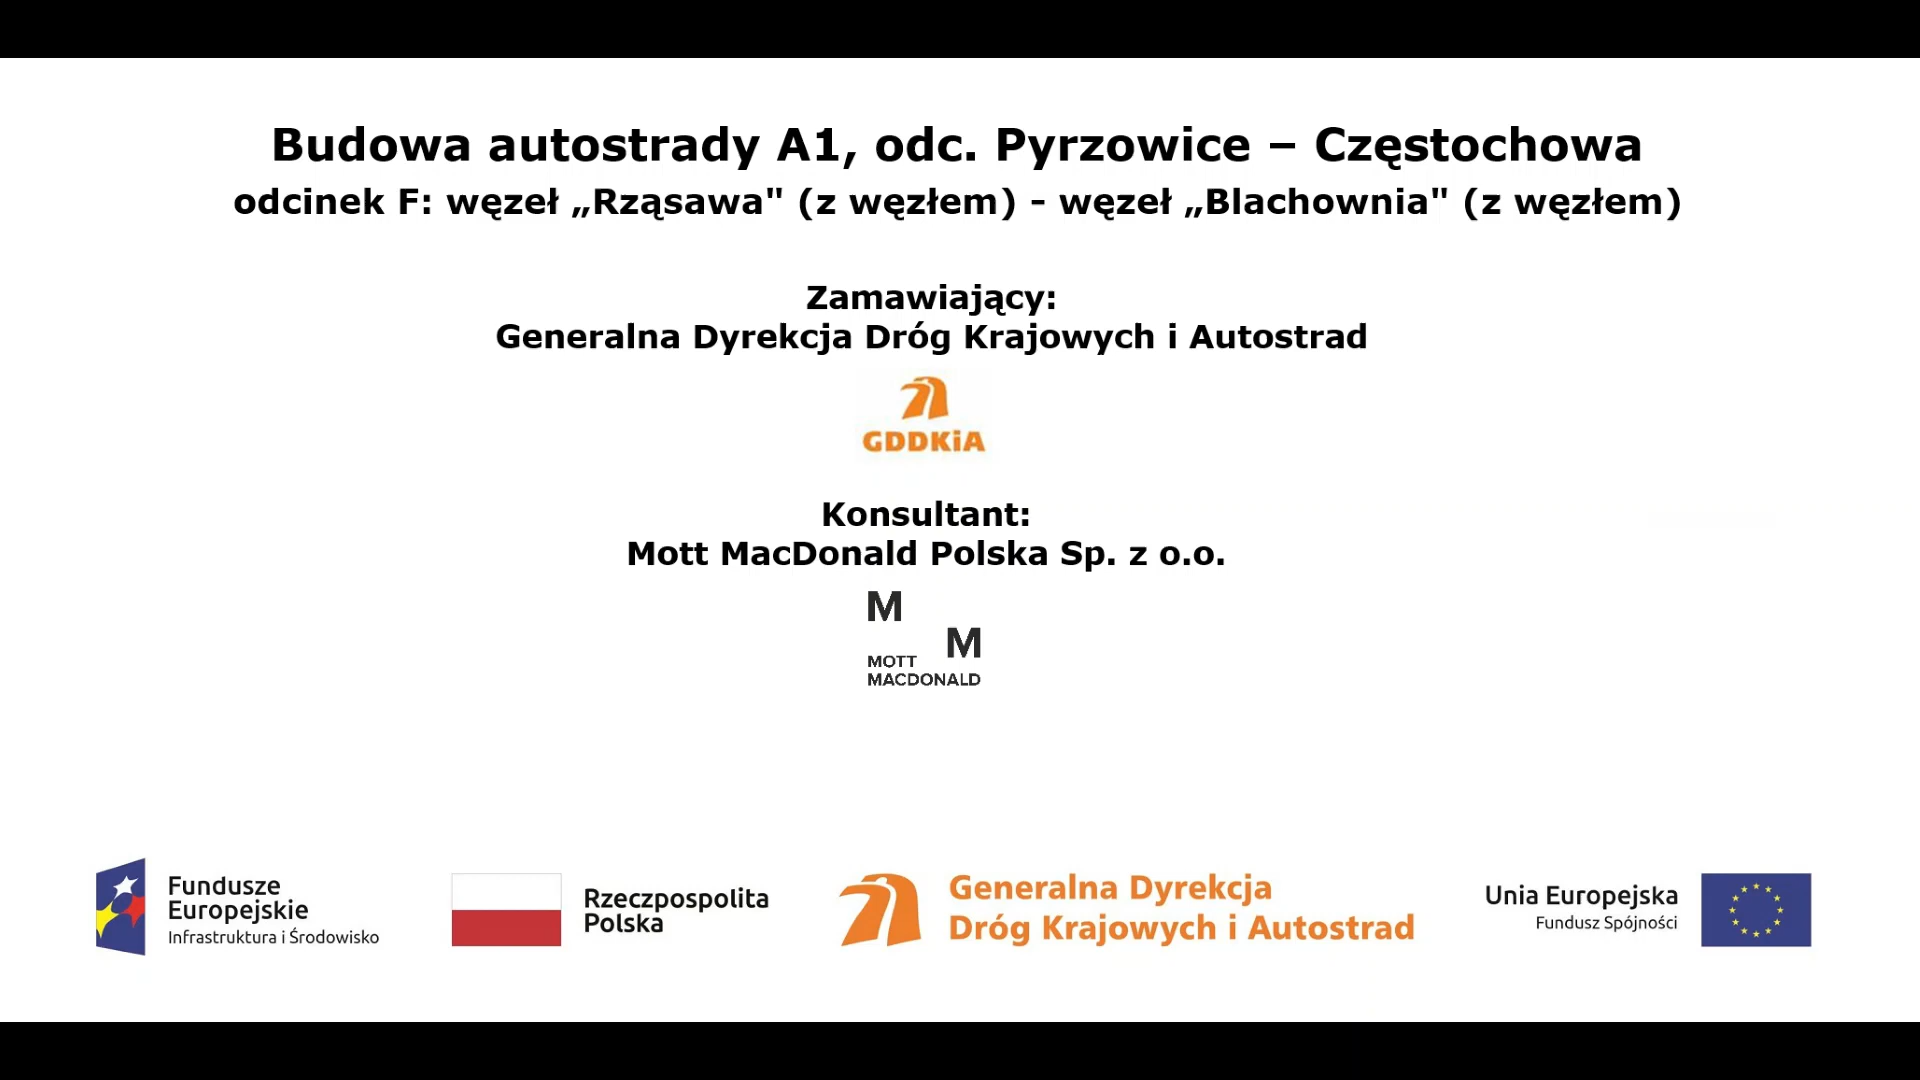 Budowa autostrady A1, odc. Pyrzowice – Częstochowa
odcinek F: węzeł „Rząsawa" (z węzłem) - węzeł „Blachownia" (z węzłem)
Zamawiający:
Generalna Dyrekcja Dróg Krajowych i Autostrad
GDDKiA
Konsultant:
Mott MacDonald Polska Sp. z o.o.
M
M
MOTT
MACDONALD
Fundusze
Europejskie
Infrastruktura i Środowisko
Rzeczpospolita
Polska
Generalna Dyrekcja
Dróg Krajowych i Autostrad
Unia Europejska
Fundusz Spójności